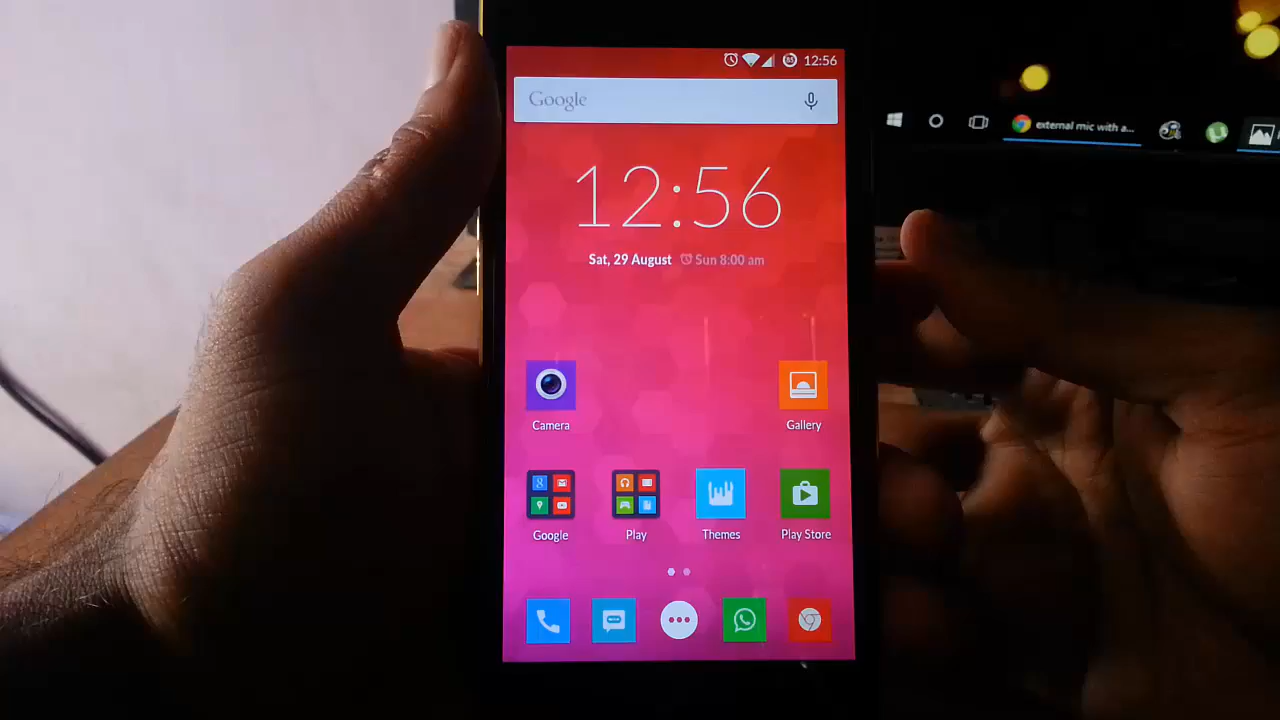 12:56
Google
12:56
Sat, 29 August Sun 8:00 am
external mic with a...
Camera
Gallery
Google
Play
Themes
Play Store